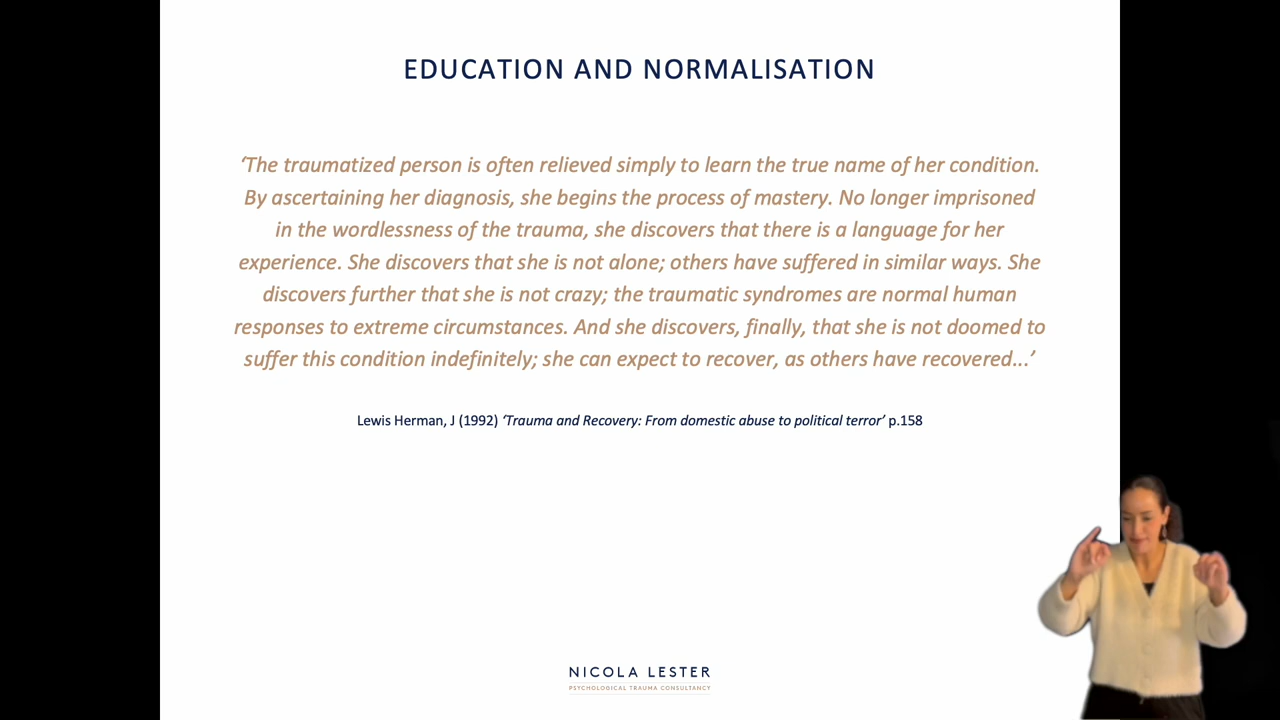 EDUCATION AND NORMALISATION
‘The traumatized person is often relieved simply to learn the true name of her condition.
By ascertaining her diagnosis, she begins the process of mastery. No longer imprisoned
in the wordlessness of the trauma, she discovers that there is a language for her
experience. She discovers that she is not alone; others have suffered in similar ways. She
discovers further that she is not crazy; the traumatic syndromes are normal human
responses to extreme circumstances. And she discovers, finally, that she is not doomed to
suffer this condition indefinitely; she can expect to recover, as others have recovered...’
Lewis Herman, J (1992) ‘Trauma and Recovery: From domestic abuse to political terror’ p.158
NICOLA LESTER
PSYCHOLOGICAL TRAUMA CONSULTANCY